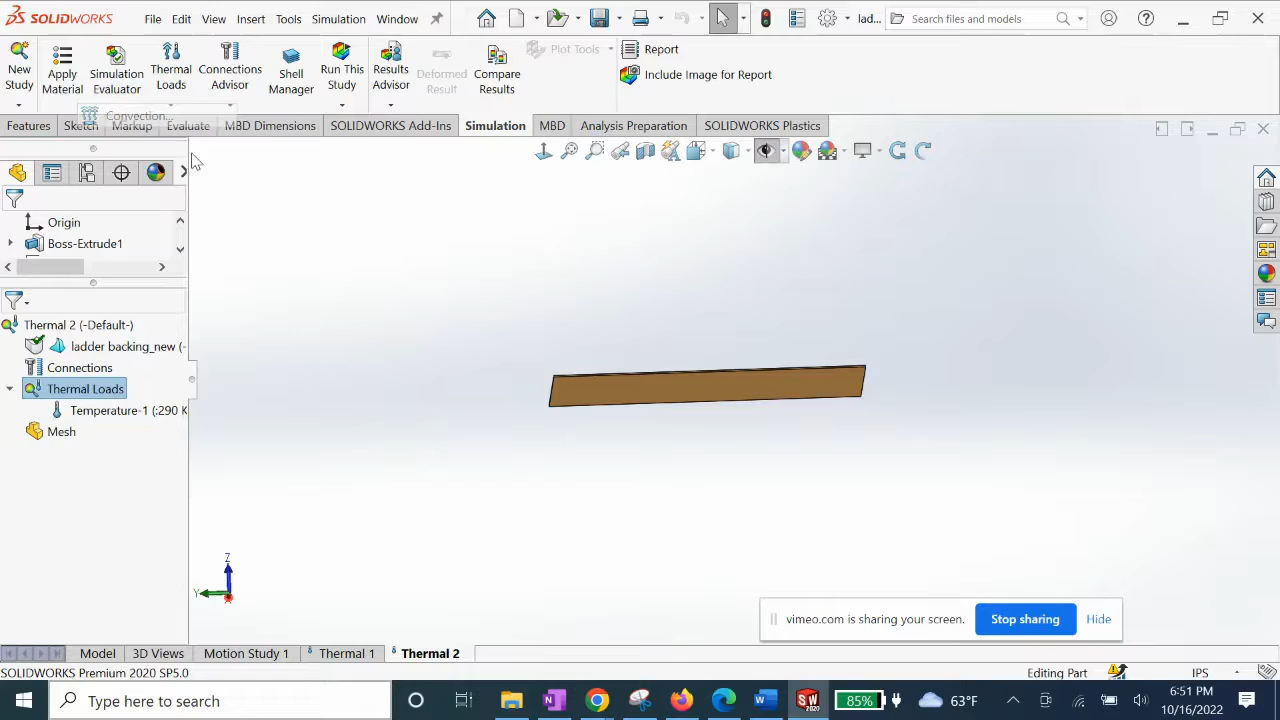 SOLIDWORKS File Edit View Insert Tools Simulation Window lad... Search files and models
New Study
Apply Material
Simulation Evaluator
Thermal Loads
Connections Advisor
Shell Manager
Run This Study
Results Advisor
Deformed Result
Compare Results
Plot Tools
Report
Include Image for Report
Convection...
Features Sketch Markup Evaluate MBD Dimensions SOLIDWORKS Add-Ins Simulation MBD Analysis Preparation SOLIDWORKS Plastics
Origin
Boss-Extrude1
Thermal 2 (-Default-)
ladder backing_new (-
Connections
Thermal Loads
Temperature-1 (:290 K
Mesh
Z
Y
vimeo.com is sharing your screen. Stop sharing Hide
Model 3D Views Motion Study 1 Thermal 1 Thermal 2
SOLIDWORKS Premium 2020 SP5.0 Editing Part IPS
Type here to search 85% 63°F 6:51 PM
10/16/2022